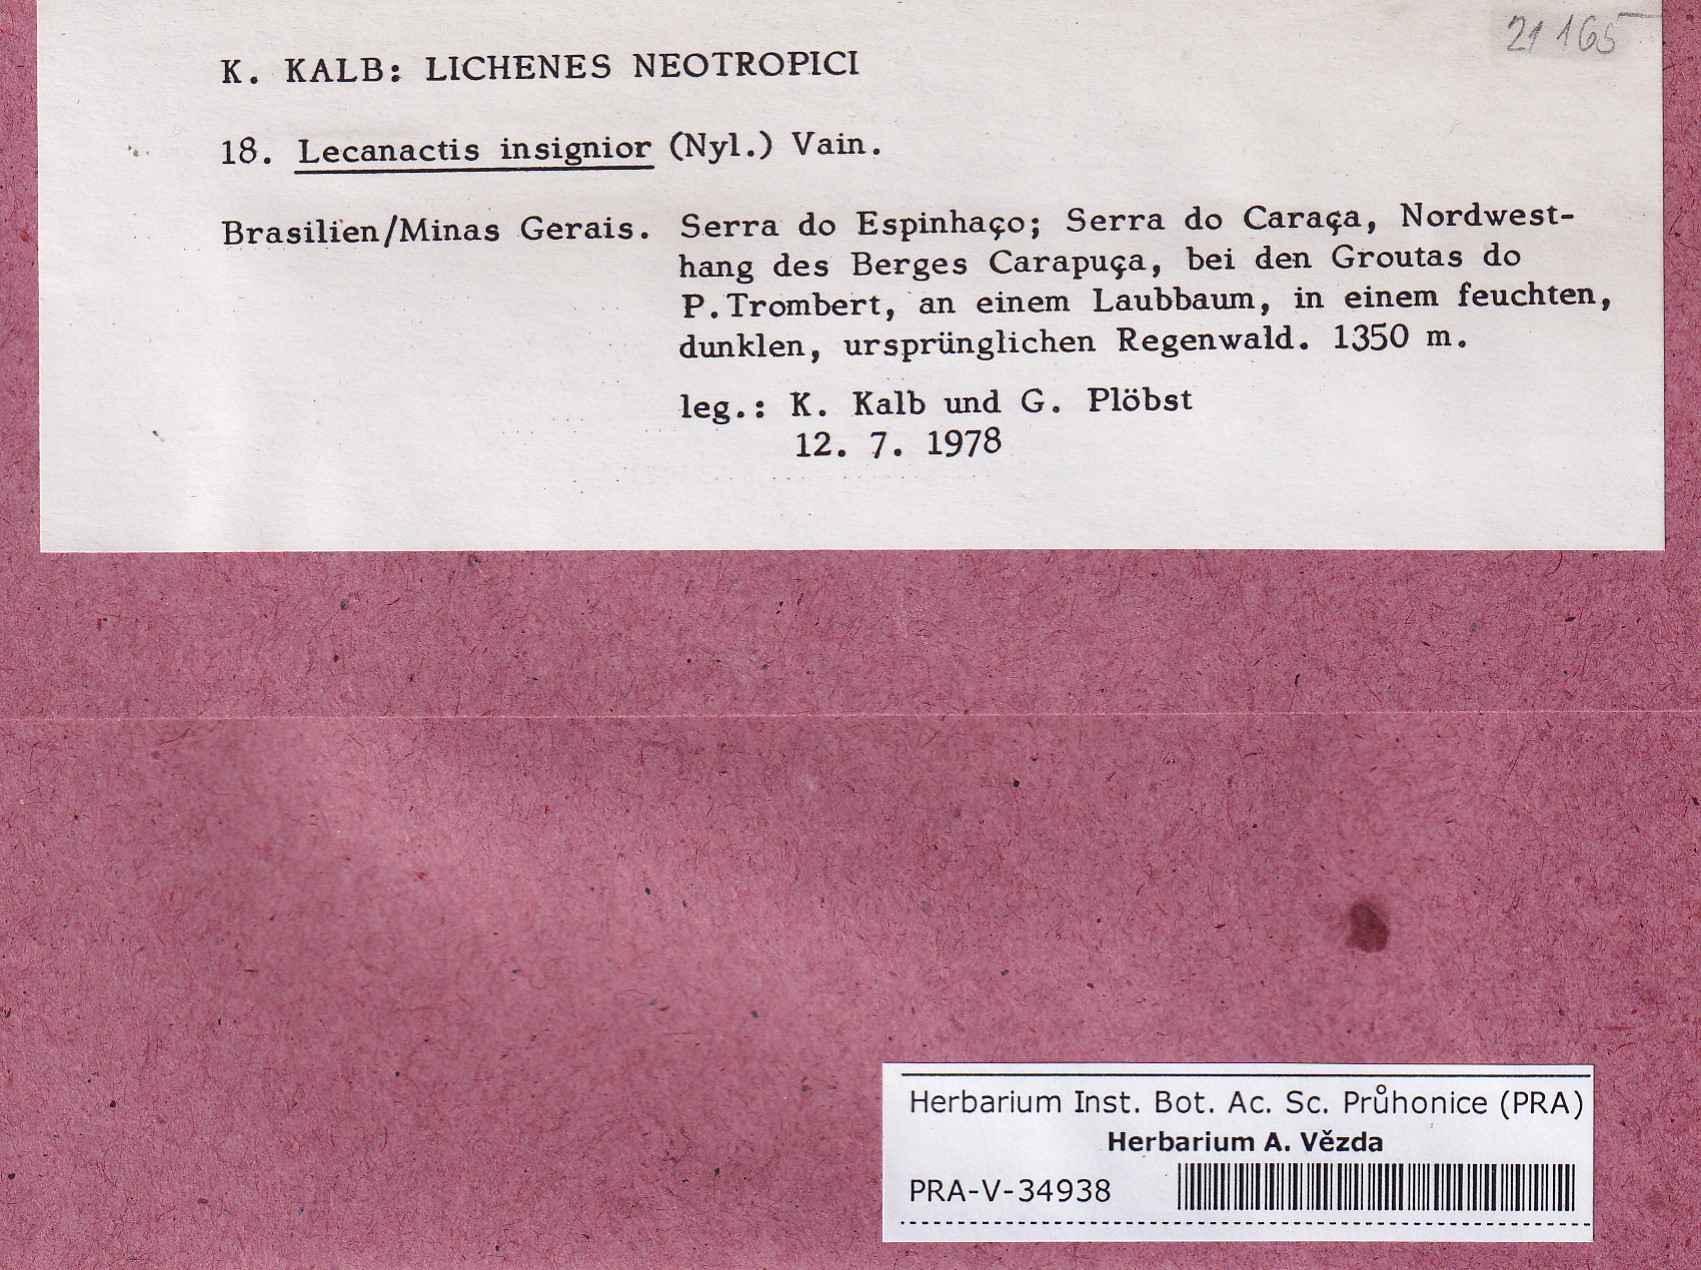 21 165
K. KALB: LICHENES NEOTROPICI
18. Lecanactis insignior (Nyl.) Vain.
Brasilien/Minas Gerais. Serra do Espinhaço; Serra do Caraça, Nordwest-
hang des Berges Carapuça, bei den Groutas do
P.Trombert, an einem Laubbaum, in einem feuchten,
dunklen, ursprünglichen Regenwald. 1350 m.
leg.: K. Kalb und G. Plöbst
12. 7. 1978
Herbarium Inst. Bot. Ac. Sc. Průhonice (PRA)
Herbarium A. Vězda
PRA-V-34938